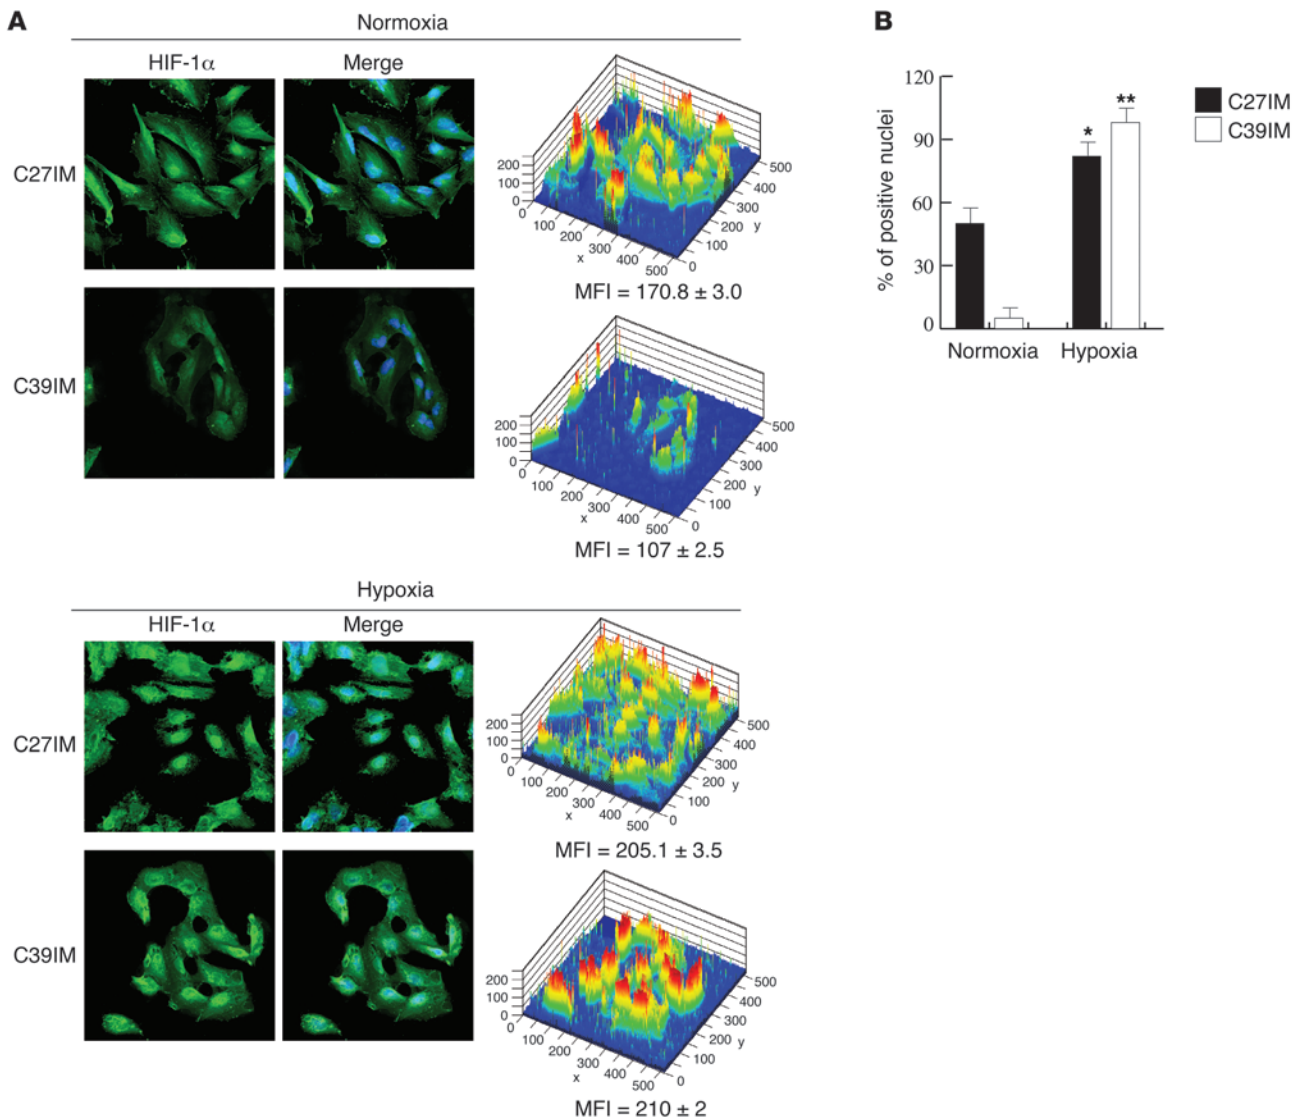 A
Normoxia
HIF-1α
Merge
C27IM
200
100
0
0
100
200
300
400
500
x
0
100
200
300
400
500
y
MFI = 170.8 ± 3.0
C39IM
200
100
0
0
100
200
300
400
500
x
0
100
200
300
400
500
y
MFI = 107 ± 2.5
Hypoxia
HIF-1α
Merge
C27IM
200
100
0
0
100
200
300
400
500
x
0
100
200
300
400
500
y
MFI = 205.1 ± 3.5
C39IM
200
100
0
0
100
200
300
400
500
x
0
100
200
300
400
500
y
MFI = 210 ± 2
B
% of positive nuclei
120
90
60
30
0
*
**
Normoxia
Hypoxia
C27IM
C39IM